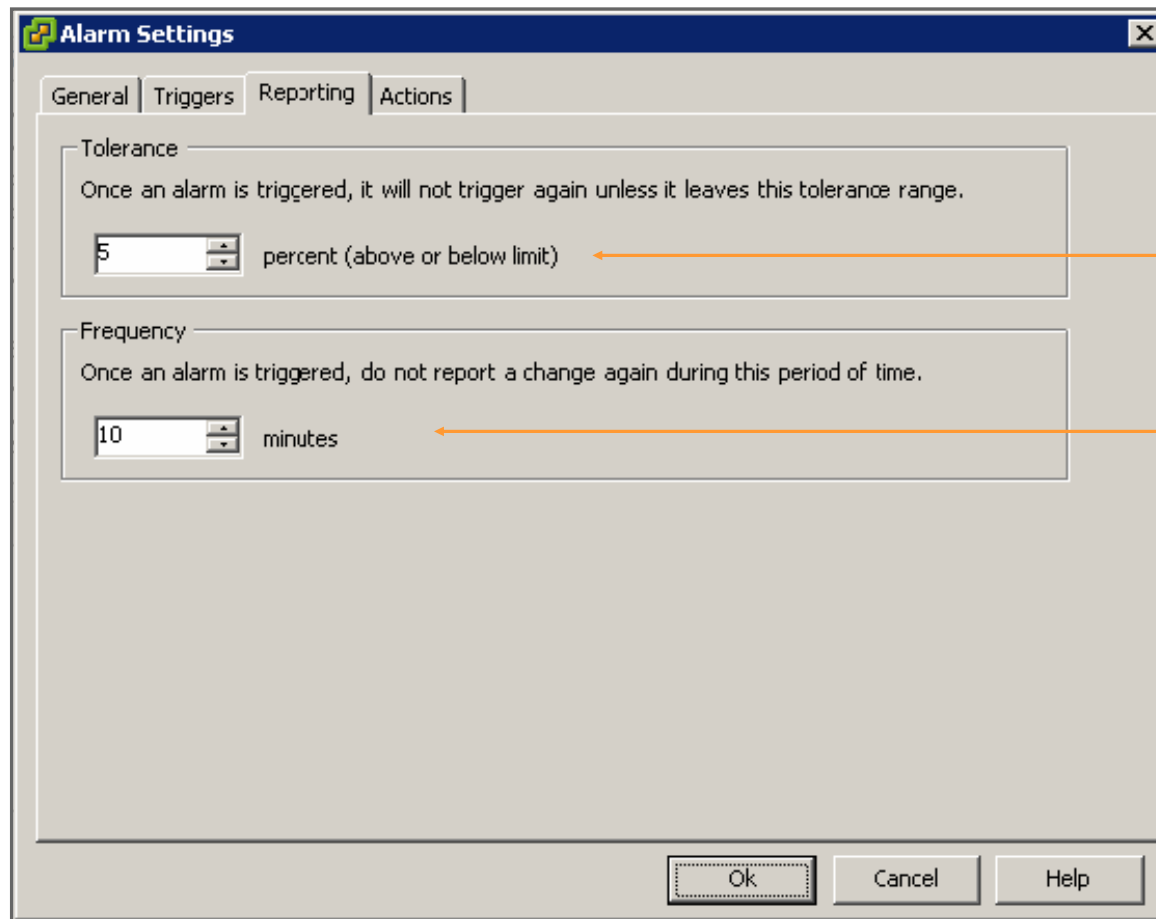 Alarm Settings
General Triggers Reporting Actions
Tolerance
Once an alarm is triggered, it will not trigger again unless it leaves this tolerance range.
5 percent (above or below limit)
Frequency
Once an alarm is triggered, do not report a change again during this period of time.
10 minutes
Ok Cancel Help